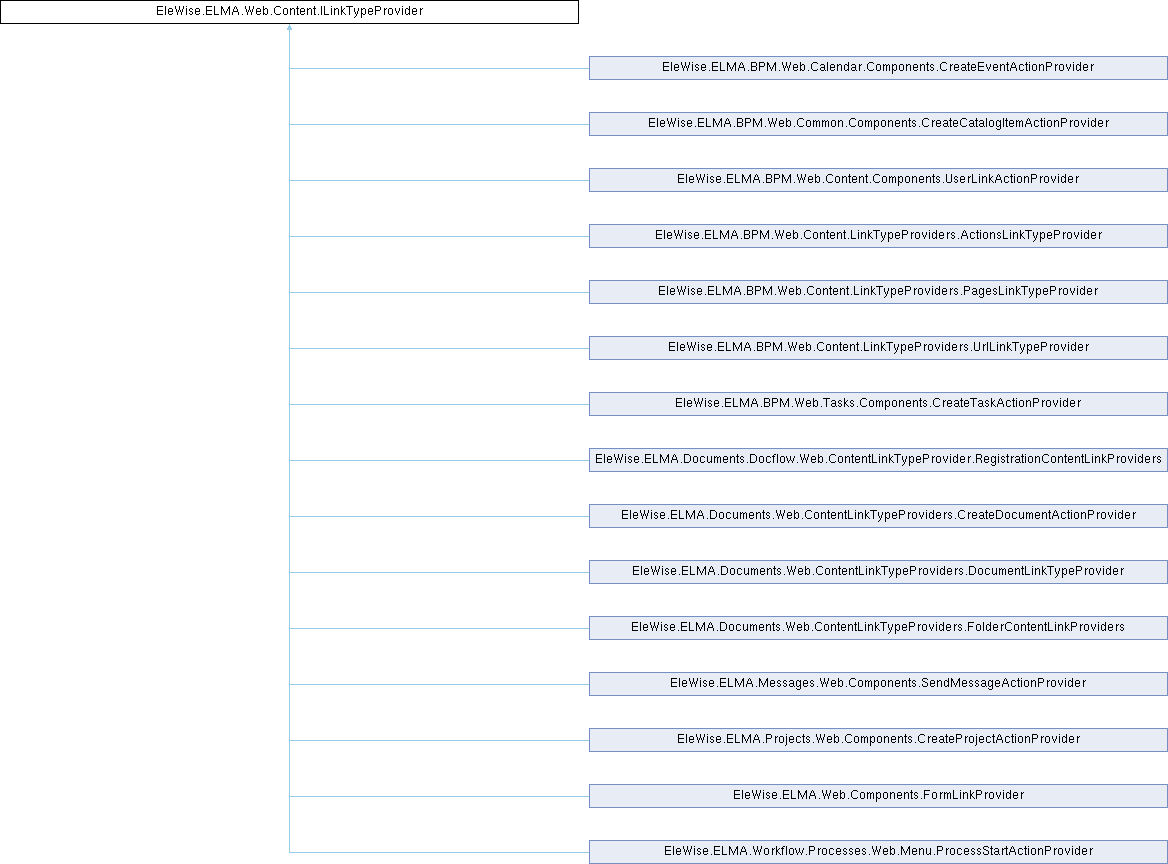 EleWise.ELMA.Web.Content.ILinkTypeProvider
EleWise.ELMA.BPM.Web.Calendar.Components.CreateEventActionProvider
EleWise.ELMA.BPM.Web.Common.Components.CreateCatalogItemActionProvider
EleWise.ELMA.BPM.Web.Content.Components.UserLinkActionProvider
EleWise.ELMA.BPM.Web.Content.LinkTypeProviders.ActionsLinkTypeProvider
EleWise.ELMA.BPM.Web.Content.LinkTypeProviders.PagesLinkTypeProvider
EleWise.ELMA.BPM.Web.Content.LinkTypeProviders.UrlLinkTypeProvider
EleWise.ELMA.BPM.Web.Tasks.Components.CreateTaskActionProvider
EleWise.ELMA.Documents.Docflow.Web.ContentLinkTypeProvider.RegistrationContentLinkProviders
EleWise.ELMA.Documents.Web.ContentLinkTypeProviders.CreateDocumentActionProvider
EleWise.ELMA.Documents.Web.ContentLinkTypeProviders.DocumentLinkTypeProvider
EleWise.ELMA.Documents.Web.ContentLinkTypeProviders.FolderContentLinkProviders
EleWise.ELMA.Messages.Web.Components.SendMessageActionProvider
EleWise.ELMA.Projects.Web.Components.CreateProjectActionProvider
EleWise.ELMA.Web.Components.FormLinkProvider
EleWise.ELMA.Workflow.Processes.Web.Menu.ProcessStartActionProvider